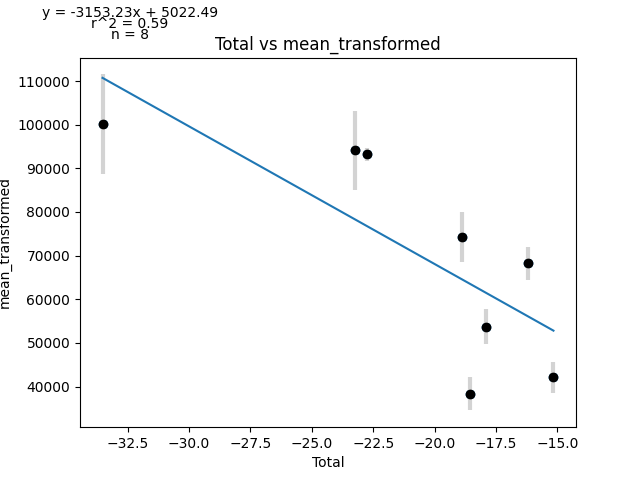 y = -3153.23x + 5022.49
r^2 = 0.59
n = 8
Total vs mean_transformed
110000
100000
90000
80000
70000
60000
50000
40000
mean_transformed
−32.5 −30.0 −27.5 −25.0 −22.5 −20.0 −17.5 −15.0
Total